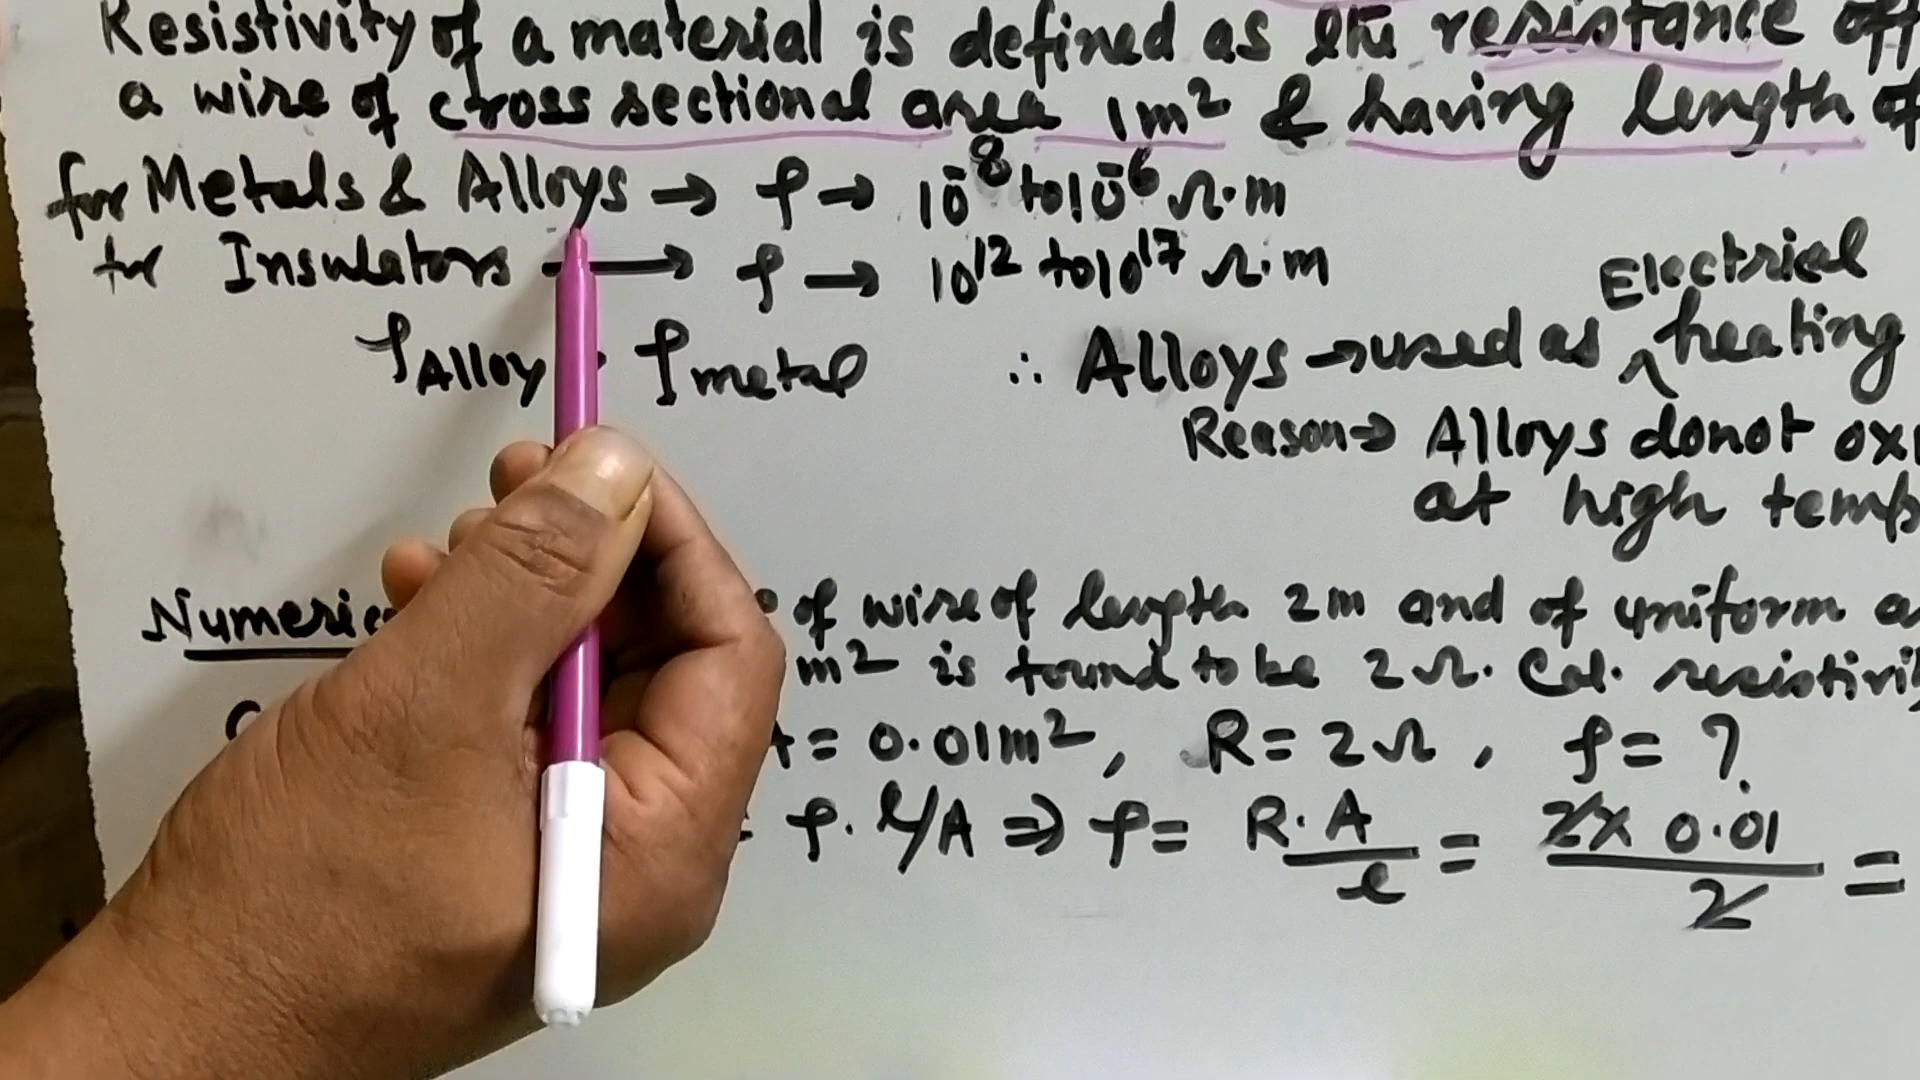 Resistivity of a material is defined as the resistance off
a wire of cross sectional area 1m² & having length of
for Metals & Alloys → ρ → 10⁻⁸ to 10⁻⁶ Ω·m
for Insulators → ρ → 10¹² to 10¹⁷ Ω·m
ρAlloy ρmetal ∴ Alloys → used as Electrical heating
Reason → Alloys donot
at high temp
Numeric of wire of length 2m and of uniform
m² is found to be 2Ω. Cal. resistivi
A = 0.01m², R = 2Ω, ρ = ?
ρ. l/A ⇒ ρ = R.A/l = 2x 0.01/2 =